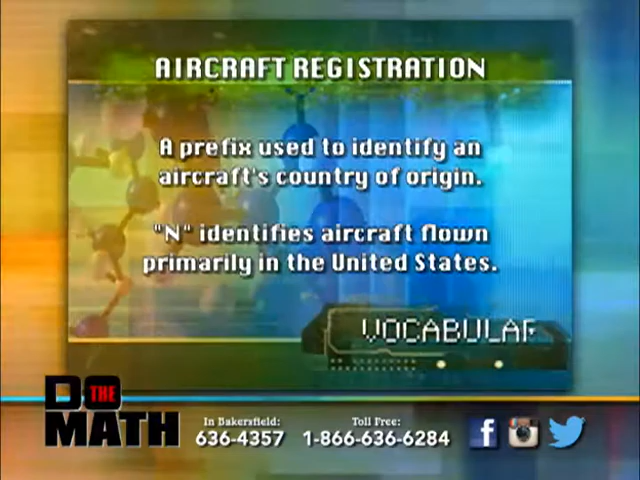 AIRCRAFT REGISTRATION
A prefix used to identify an
aircraft's country of origin.
"N" identifies aircraft flown
primarily in the United States.
VOCABULAR
DO THE
MATH
In Bakersfield:
636-4357
Toll Free:
1-866-636-6284